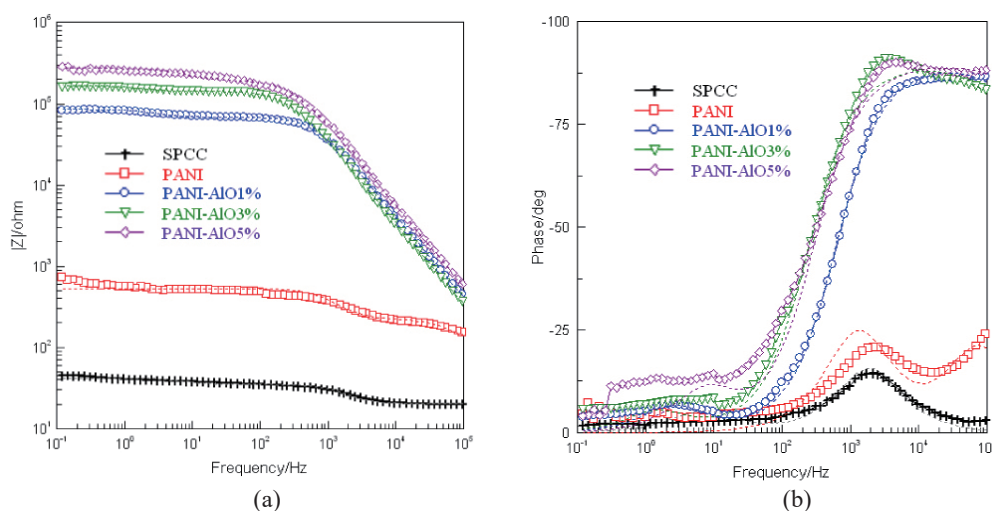 10^6
10^5
10^4
10^3
10^2
10^1
|Z|/ohm
SPCC
PANI
PANI-AlO1%
PANI-AlO3%
PANI-AlO5%
10^-1 10^0 10^1 10^2 10^3 10^4 10^5
Frequency/Hz
(a)
-100
-75
-50
-25
0
Phase/deg
SPCC
PANI
PANI-AlO1%
PANI-AlO3%
PANI-AlO5%
10^-1 10^0 10^1 10^2 10^3 10^4 10
Frequency/Hz
(b)